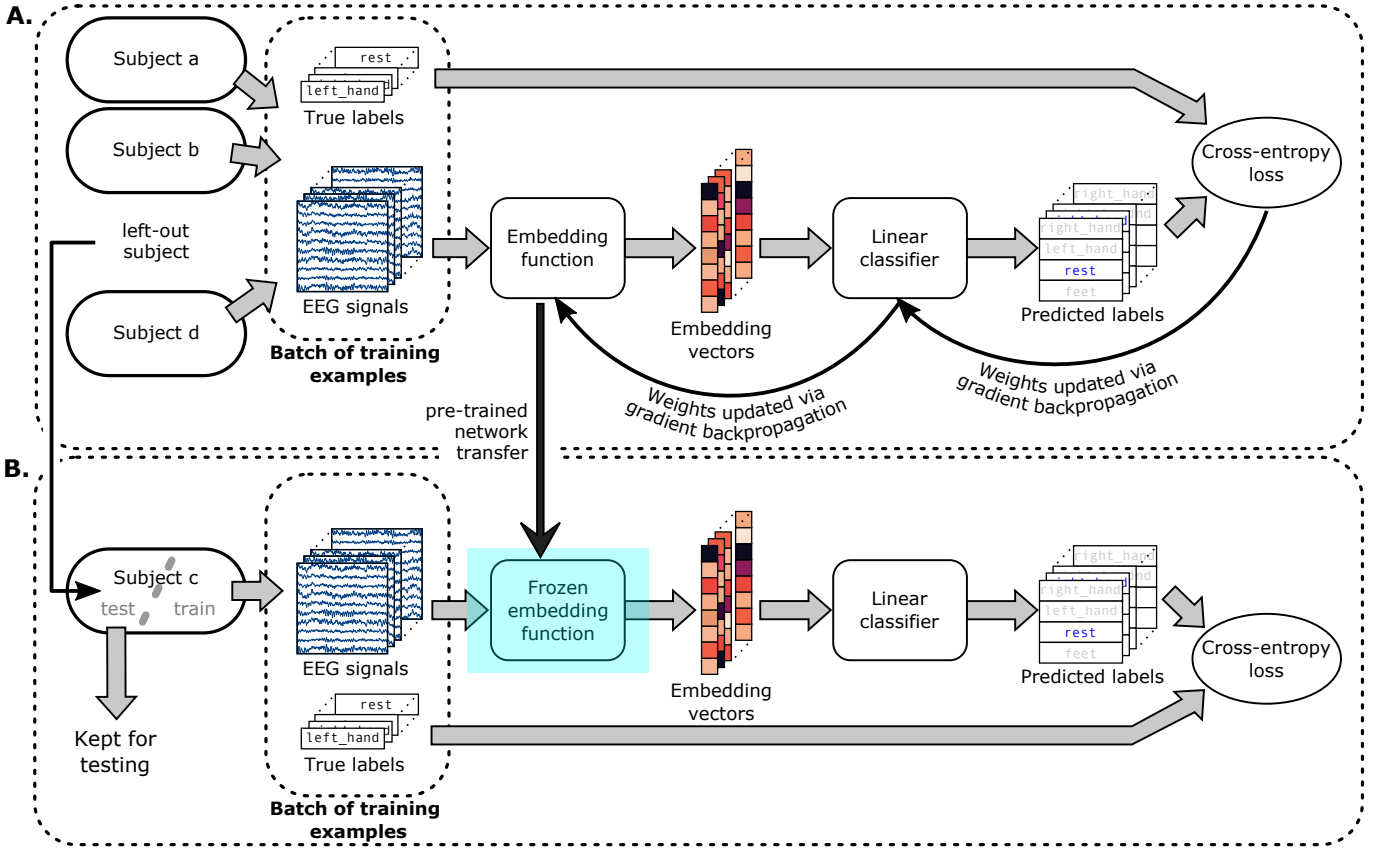 A.
Subject a
Subject b
left-out
subject
Subject d
rest
left_hand
True labels
EEG signals
Batch of training
examples
Embedding
function
Embedding
vectors
Linear
classifier
right_hand
right_hand
left_hand
rest
feet
Predicted labels
Cross-entropy
loss
Weights updated via
gradient backpropagation
Weights updated via
gradient backpropagation
pre-trained
network
transfer
B.
Subject c
test
train
Kept for
testing
EEG signals
rest
left_hand
True labels
Batch of training
examples
Frozen
embedding
function
Embedding
vectors
Linear
classifier
right_hand
right_hand
left_hand
rest
feet
Predicted labels
Cross-entropy
loss